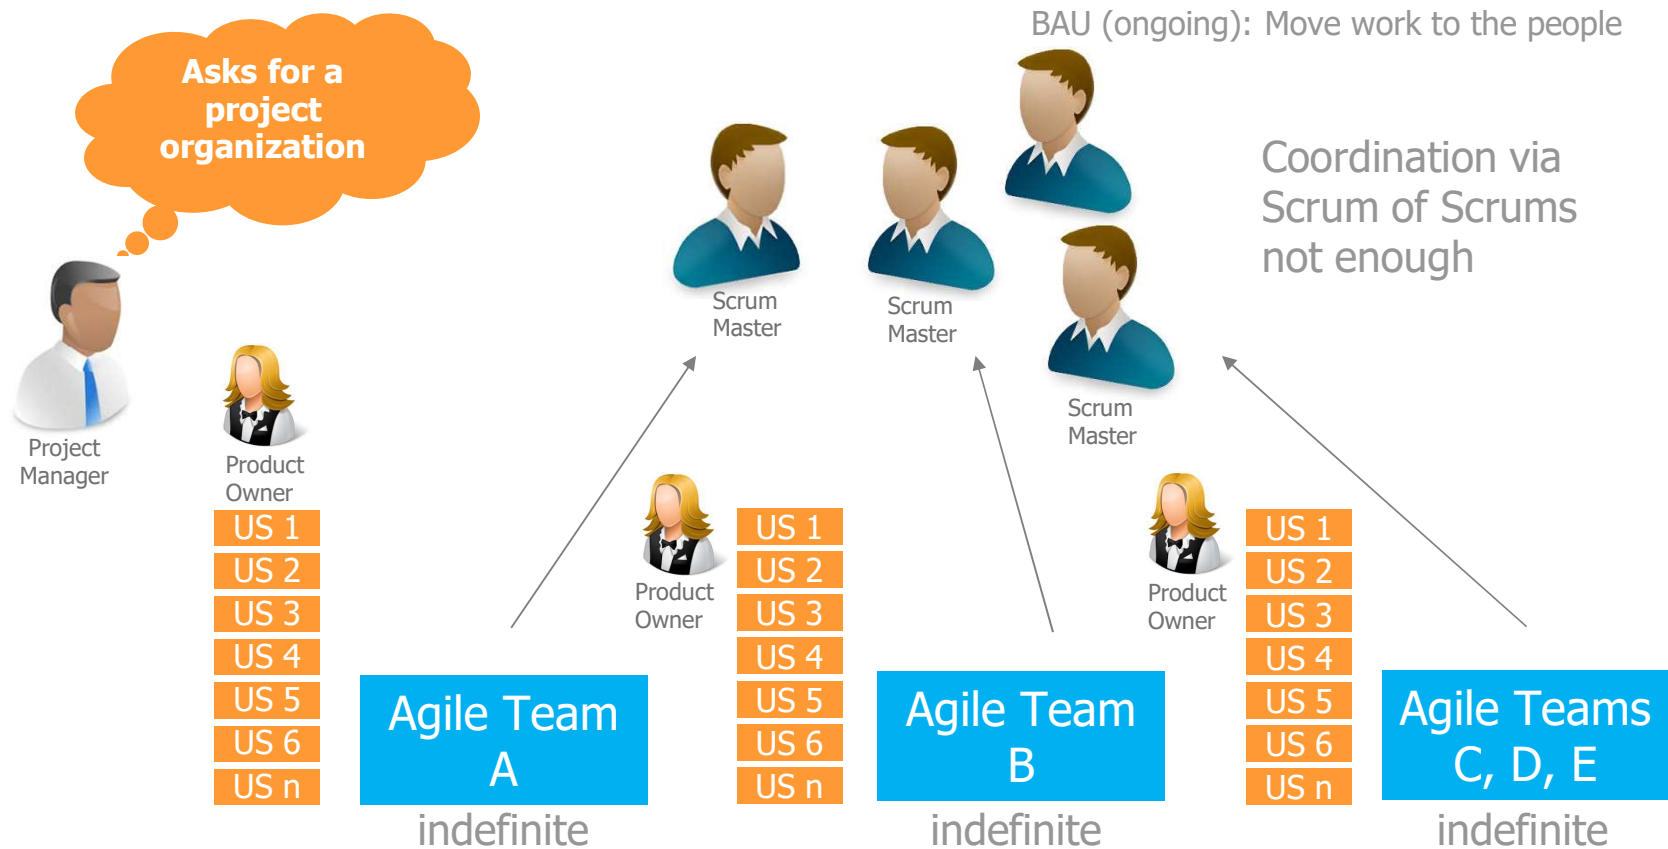 BAU (ongoing): Move work to the people
Asks for a
project
organization
Coordination via
Scrum of Scrums
not enough
Scrum
Master
Scrum
Master
Scrum
Master
Project
Manager
Product
Owner
US 1
US 2
US 3
US 4
US 5
US 6
US n
Agile Team
A
indefinite
Product
Owner
US 1
US 2
US 3
US 4
US 5
US 6
US n
Agile Team
B
indefinite
Product
Owner
US 1
US 2
US 3
US 4
US 5
US 6
US n
Agile Teams
C, D, E
indefinite